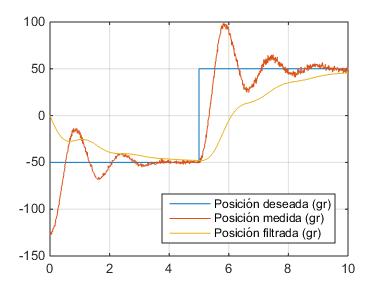 100
50
0
-50
-100
-150
Posición deseada (gr)
Posición medida (gr)
Posición filtrada (gr)
0 2 4 6 8 10